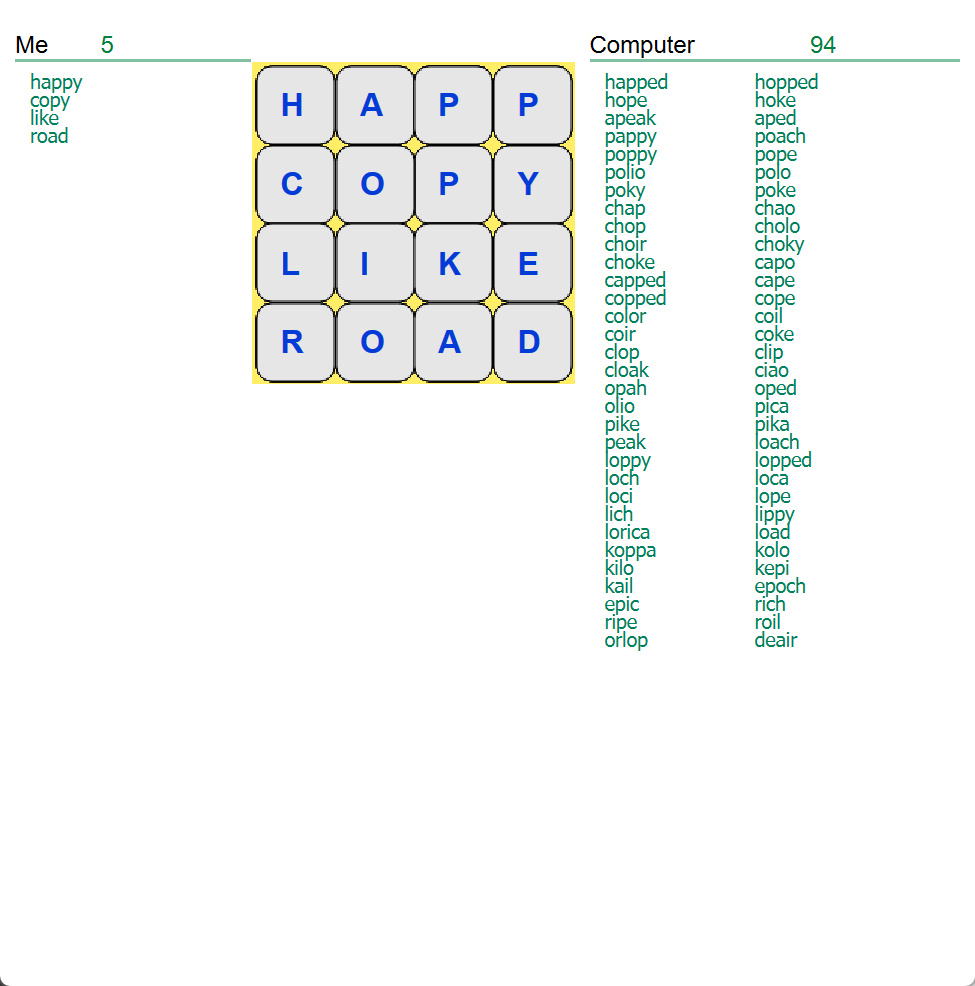 Me 5
happy
copy
like
road
H A P P
C O P Y
L I K E
R O A D
Computer 94
happed hopped
hope hoke
apeak aped
pappy poach
poppy pope
polio polo
poky poke
chap chao
chop cholo
choir choky
choke capo
capped cape
copped cope
color coil
coir coke
clop clip
cloak ciao
opah oped
olio pica
pike pika
peak loach
loppy lopped
loch loca
loci lope
lich lippy
lorica load
koppa kolo
kilo kepi
kail epoch
epic rich
ripe roil
orlop deair